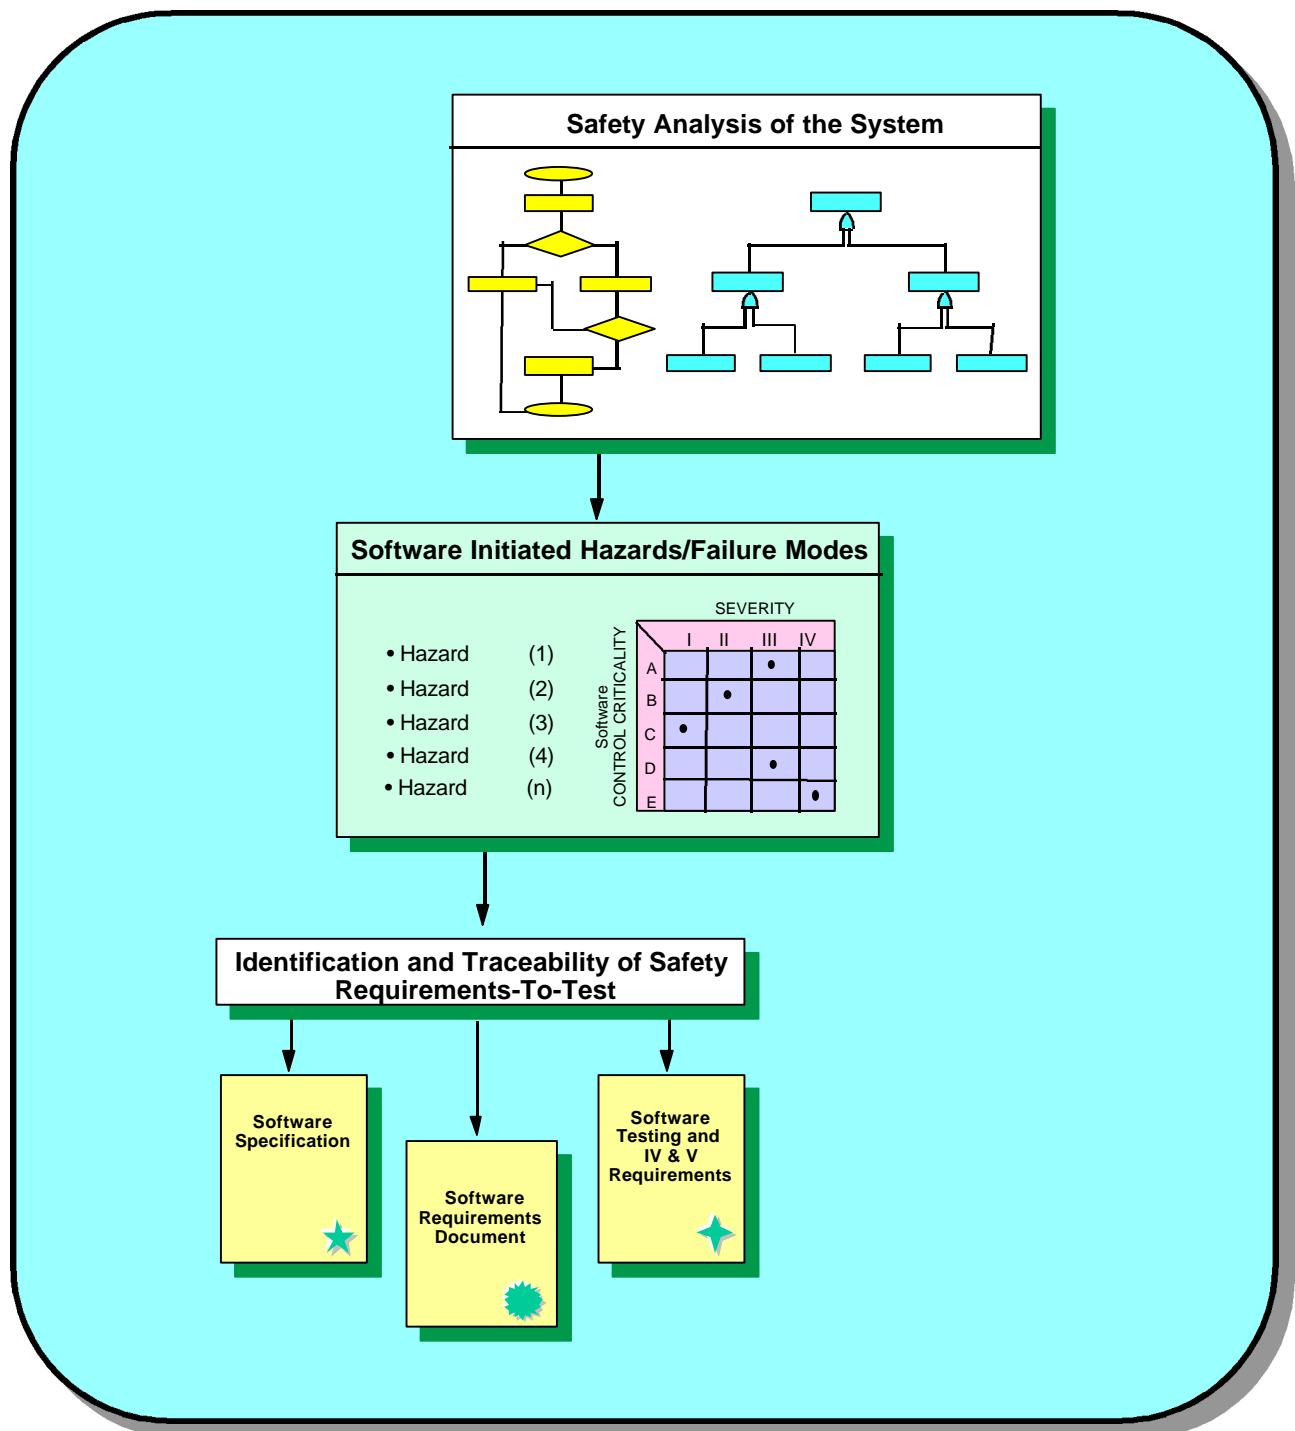 Safety Analysis of the System
Software Initiated Hazards/Failure Modes
• Hazard (1)
• Hazard (2)
• Hazard (3)
• Hazard (4)
• Hazard (n)
Software
CONTROL CRITICALITY
SEVERITY
I II III IV
A
B
C
D
E
Identification and Traceability of Safety
Requirements-To-Test
Software
Specification
Software
Requirements
Document
Software
Testing and
IV & V
Requirements